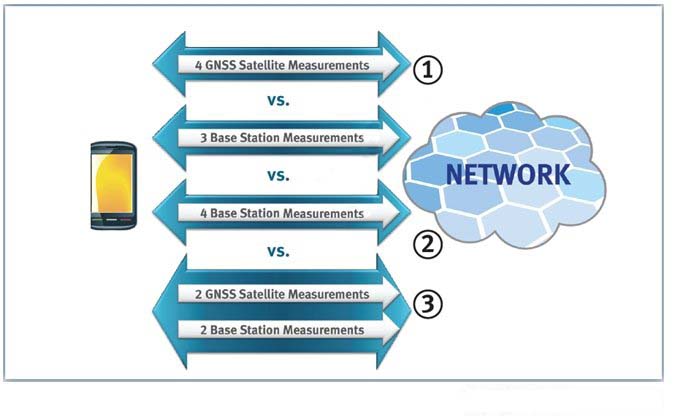 4 GNSS Satellite Measurements
①
vs.
3 Base Station Measurements
vs.
NETWORK
4 Base Station Measurements
②
vs.
2 GNSS Satellite Measurements
③
2 Base Station Measurements